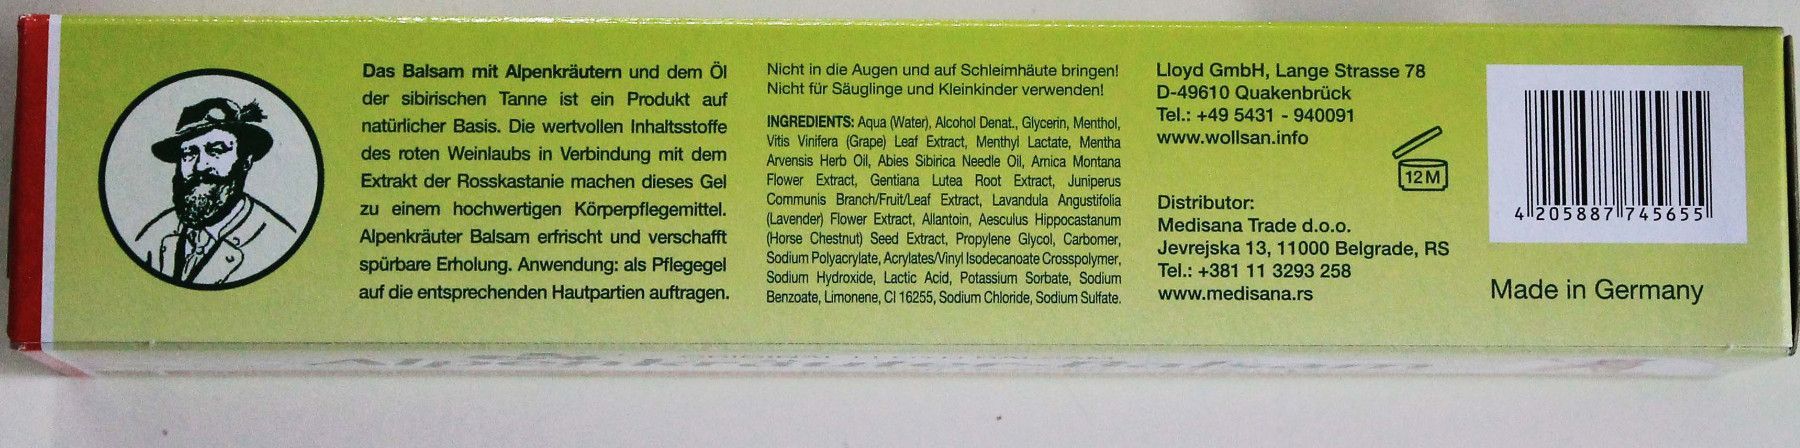 Das Balsam mit Alpenkräutern und dem Öl
der sibirischen Tanne ist ein Produkt auf
natürlicher Basis. Die wertvollen Inhaltsstoffe
des roten Weinlaubs in Verbindung mit dem
Extrakt der Rosskastanie machen dieses Gel
zu einem hochwertigen Körperpflegemittel.
Alpenkräuter Balsam erfrischt und verschafft
spürbare Erholung. Anwendung: als Pflegegel
auf die entsprechenden Hautpartien auftragen.
Nicht in die Augen und auf Schleimhäute bringen!
Nicht für Säuglinge und Kleinkinder verwenden!
INGREDIENTS: Aqua (Water), Alcohol Denat., Glycerin, Menthol,
Vitis Vinifera (Grape) Leaf Extract, Menthyl Lactate, Mentha
Arvensis Herb Oil, Abies Sibirica Needle Oil, Arnica Montana
Flower Extract, Gentiana Lutea Root Extract, Juniperus
Communis Branch/Fruit/Leaf Extract, Lavandula Angustifolia
(Lavender) Flower Extract, Allantoin, Aesculus Hippocastanum
(Horse Chestnut) Seed Extract, Propylene Glycol, Carbomer,
Sodium Polyacrylate, Acrylates/Vinyl Isodecanoate Crosspolymer,
Sodium Hydroxide, Lactic Acid, Potassium Sorbate, Sodium
Benzoate, Limonene, CI 16255, Sodium Chloride, Sodium Sulfate.
Lloyd GmbH, Lange Strasse 78
D-49610 Quakenbrück
Tel.: +49 5431 - 940091
www.wollsan.info
12M
Distributor:
Medisana Trade d.o.o.
Jevrejska 13, 11000 Belgrade, RS
Tel.: +381 11 3293 258
www.medisana.rs
4 205887 745655
Made in Germany
Alpenkräuter-Balsam